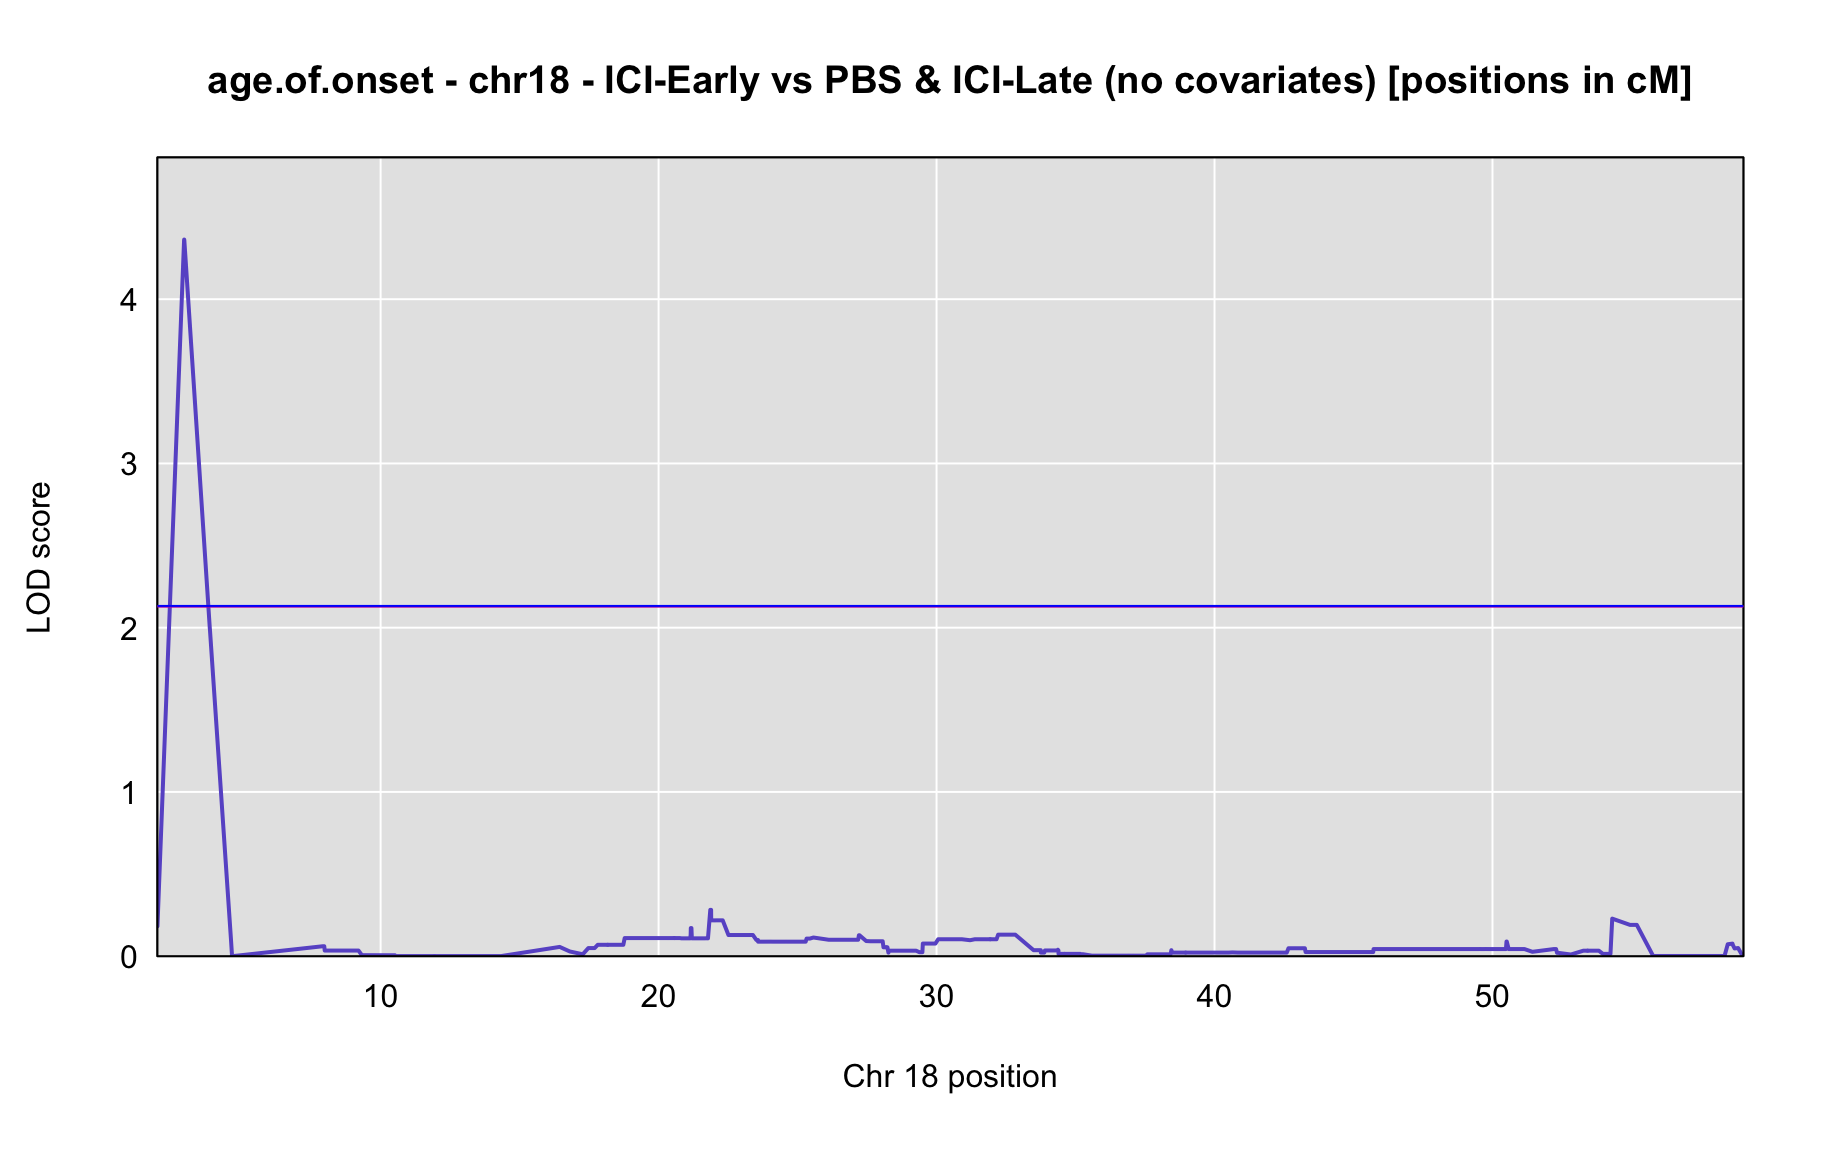 age.of.onset - chr18 - ICI-Early vs PBS & ICI-Late (no covariates) [positions in cM]
4
3
2
1
0
LOD score
10 20 30 40 50
Chr 18 position